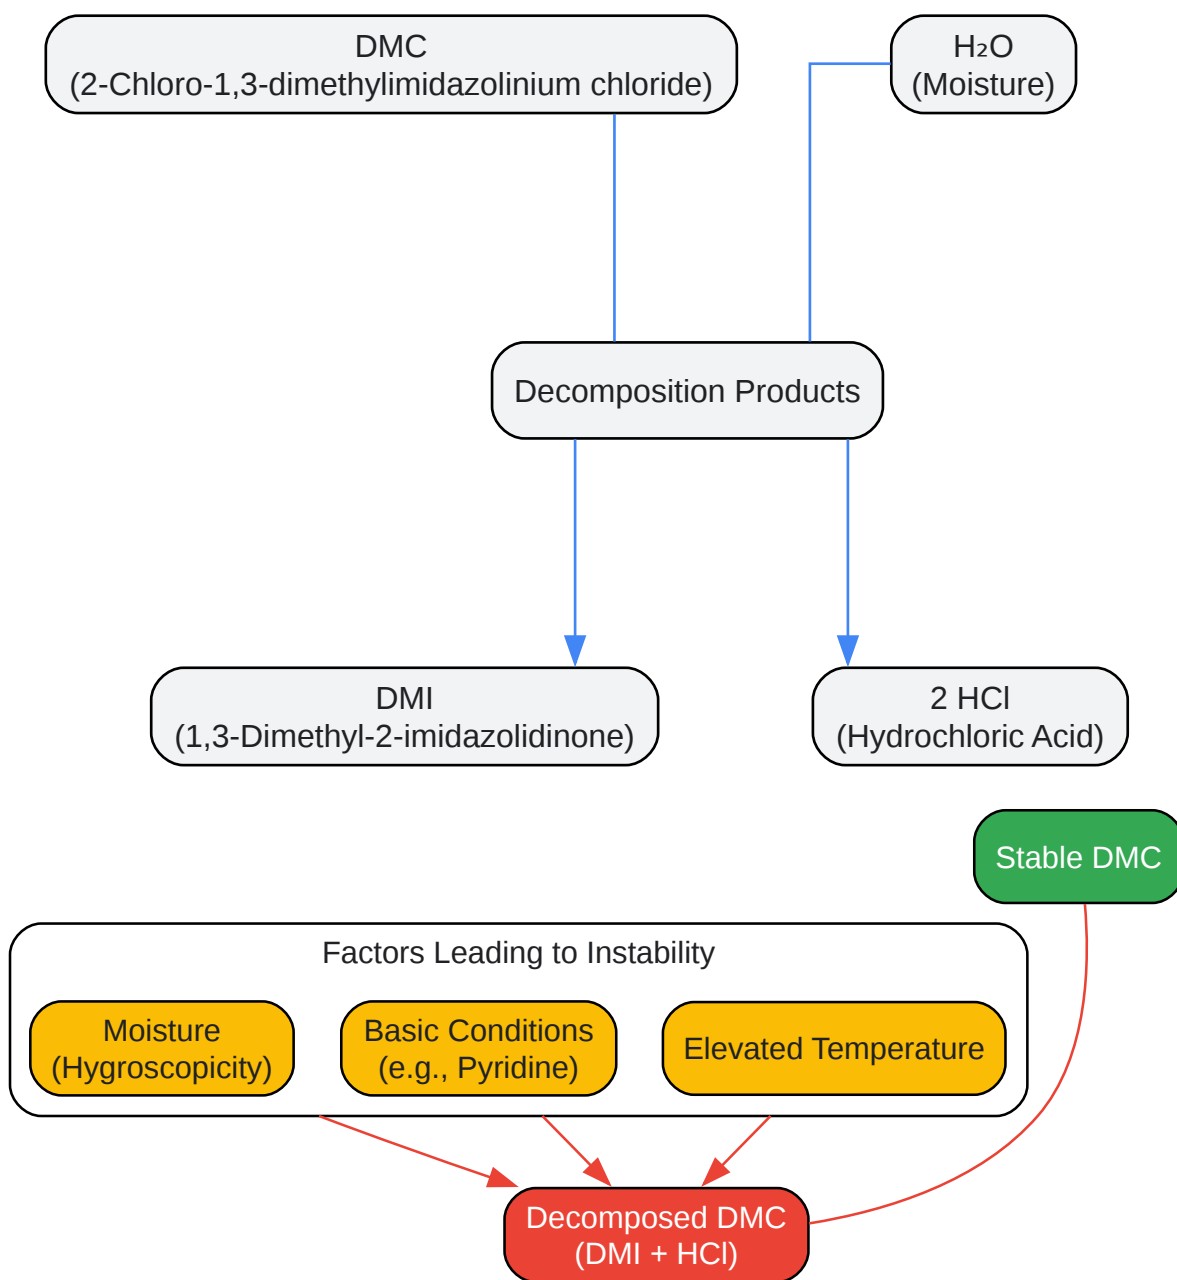 DMC
(2-Chloro-1,3-dimethylimidazolinium chloride)
H₂O
(Moisture)
Decomposition Products
DMI
(1,3-Dimethyl-2-imidazolidinone)
2 HCl
(Hydrochloric Acid)
Stable DMC
Factors Leading to Instability
Moisture
(Hygroscopicity)
Basic Conditions
(e.g., Pyridine)
Elevated Temperature
Decomposed DMC
(DMI + HCl)